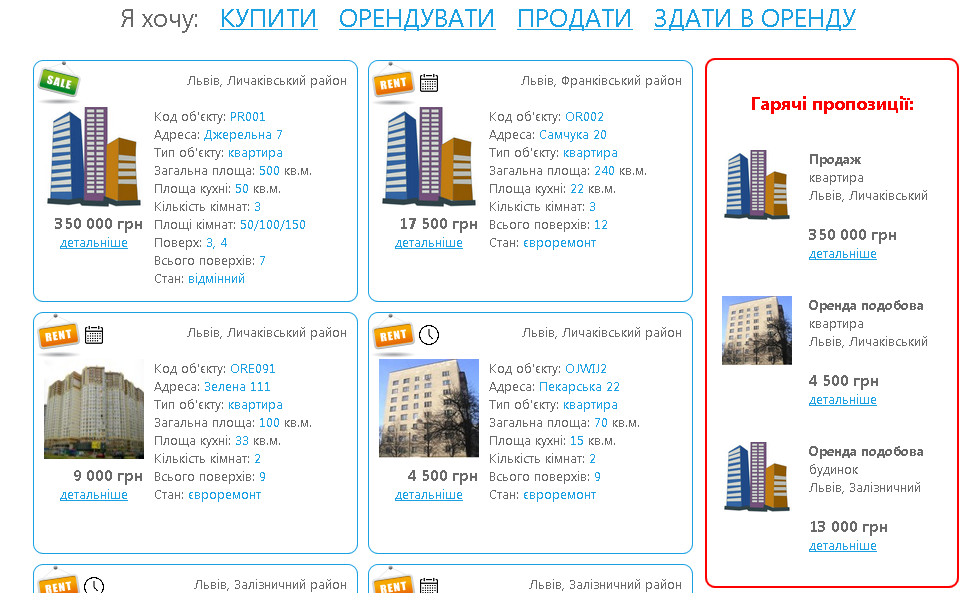 Я хочу: КУПИТИ ОРЕНДУВАТИ ПРОДАТИ ЗДАТИ В ОРЕНДУ
SALE
Львів, Личаківський район
Код об'єкту: PR001
Адреса: Джерельна 7
Тип об'єкту: квартира
Загальна площа: 500 кв.м.
Площа кухні: 50 кв.м.
Кількість кімнат: 3
Площі кімнат: 50/100/150
Поверх: 3, 4
Всього поверхів: 7
Стан: відмінний
350 000 грн
детальніше
RENT
Львів, Франківський район
Код об'єкту: OR002
Адреса: Самчука 20
Тип об'єкту: квартира
Загальна площа: 240 кв.м.
Площа кухні: 22 кв.м.
Кількість кімнат: 3
Всього поверхів: 12
Стан: євроремонт
17 500 грн
детальніше
RENT
Львів, Личаківський район
Код об'єкту: ORE091
Адреса: Зелена 111
Тип об'єкту: квартира
Загальна площа: 100 кв.м.
Площа кухні: 33 кв.м.
Кількість кімнат: 2
Всього поверхів: 9
Стан: євроремонт
9 000 грн
детальніше
RENT
Львів, Личаківський район
Код об'єкту: OJWIJ2
Адреса: Пекарська 22
Тип об'єкту: квартира
Загальна площа: 70 кв.м.
Площа кухні: 15 кв.м.
Кількість кімнат: 2
Всього поверхів: 9
Стан: євроремонт
4 500 грн
детальніше
RENT
Львів, Залізничний район
RENT
Львів, Залізничний район
Гарячі пропозиції:
Продаж
квартира
Львів, Личаківський
350 000 грн
детальніше
Оренда подобова
квартира
Львів, Личаківський
4 500 грн
детальніше
Оренда подобова
будинок
Львів, Залізничний
13 000 грн
детальніше